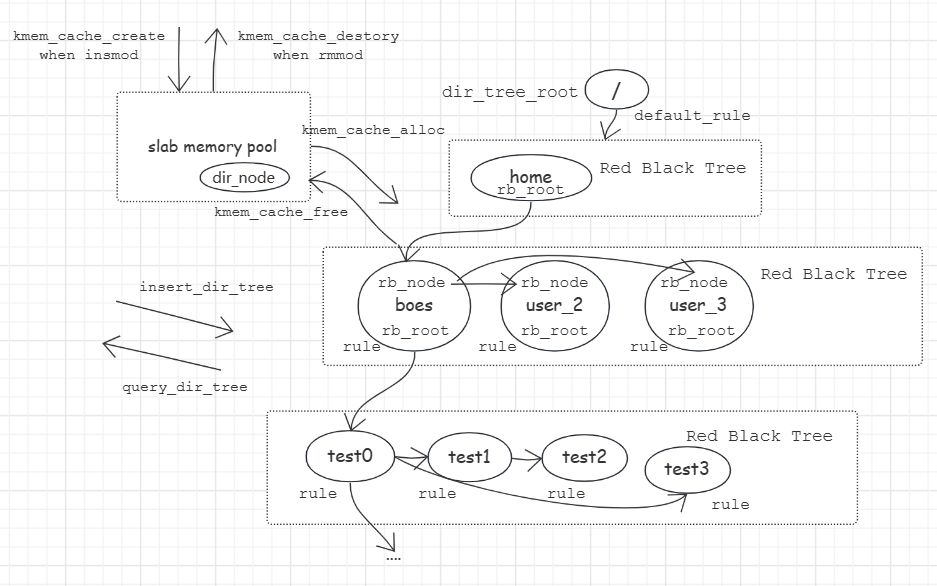 kmem_cache_create
when insmod
kmem_cache_destory
when rmmod
dir_tree_root
/
default_rule
kmem_cache_alloc
slab memory pool
dir_node
kmem_cache_free
home
rb_root
Red Black Tree
insert_dir_tree
query_dir_tree
rb_node
boes
rb_root
rule
rb_node
user_2
rb_root
rule
rb_node
user_3
rb_root
rule
Red Black Tree
Red Black Tree
test0
rule
test1
rule
test2
rule
test3
rule
....